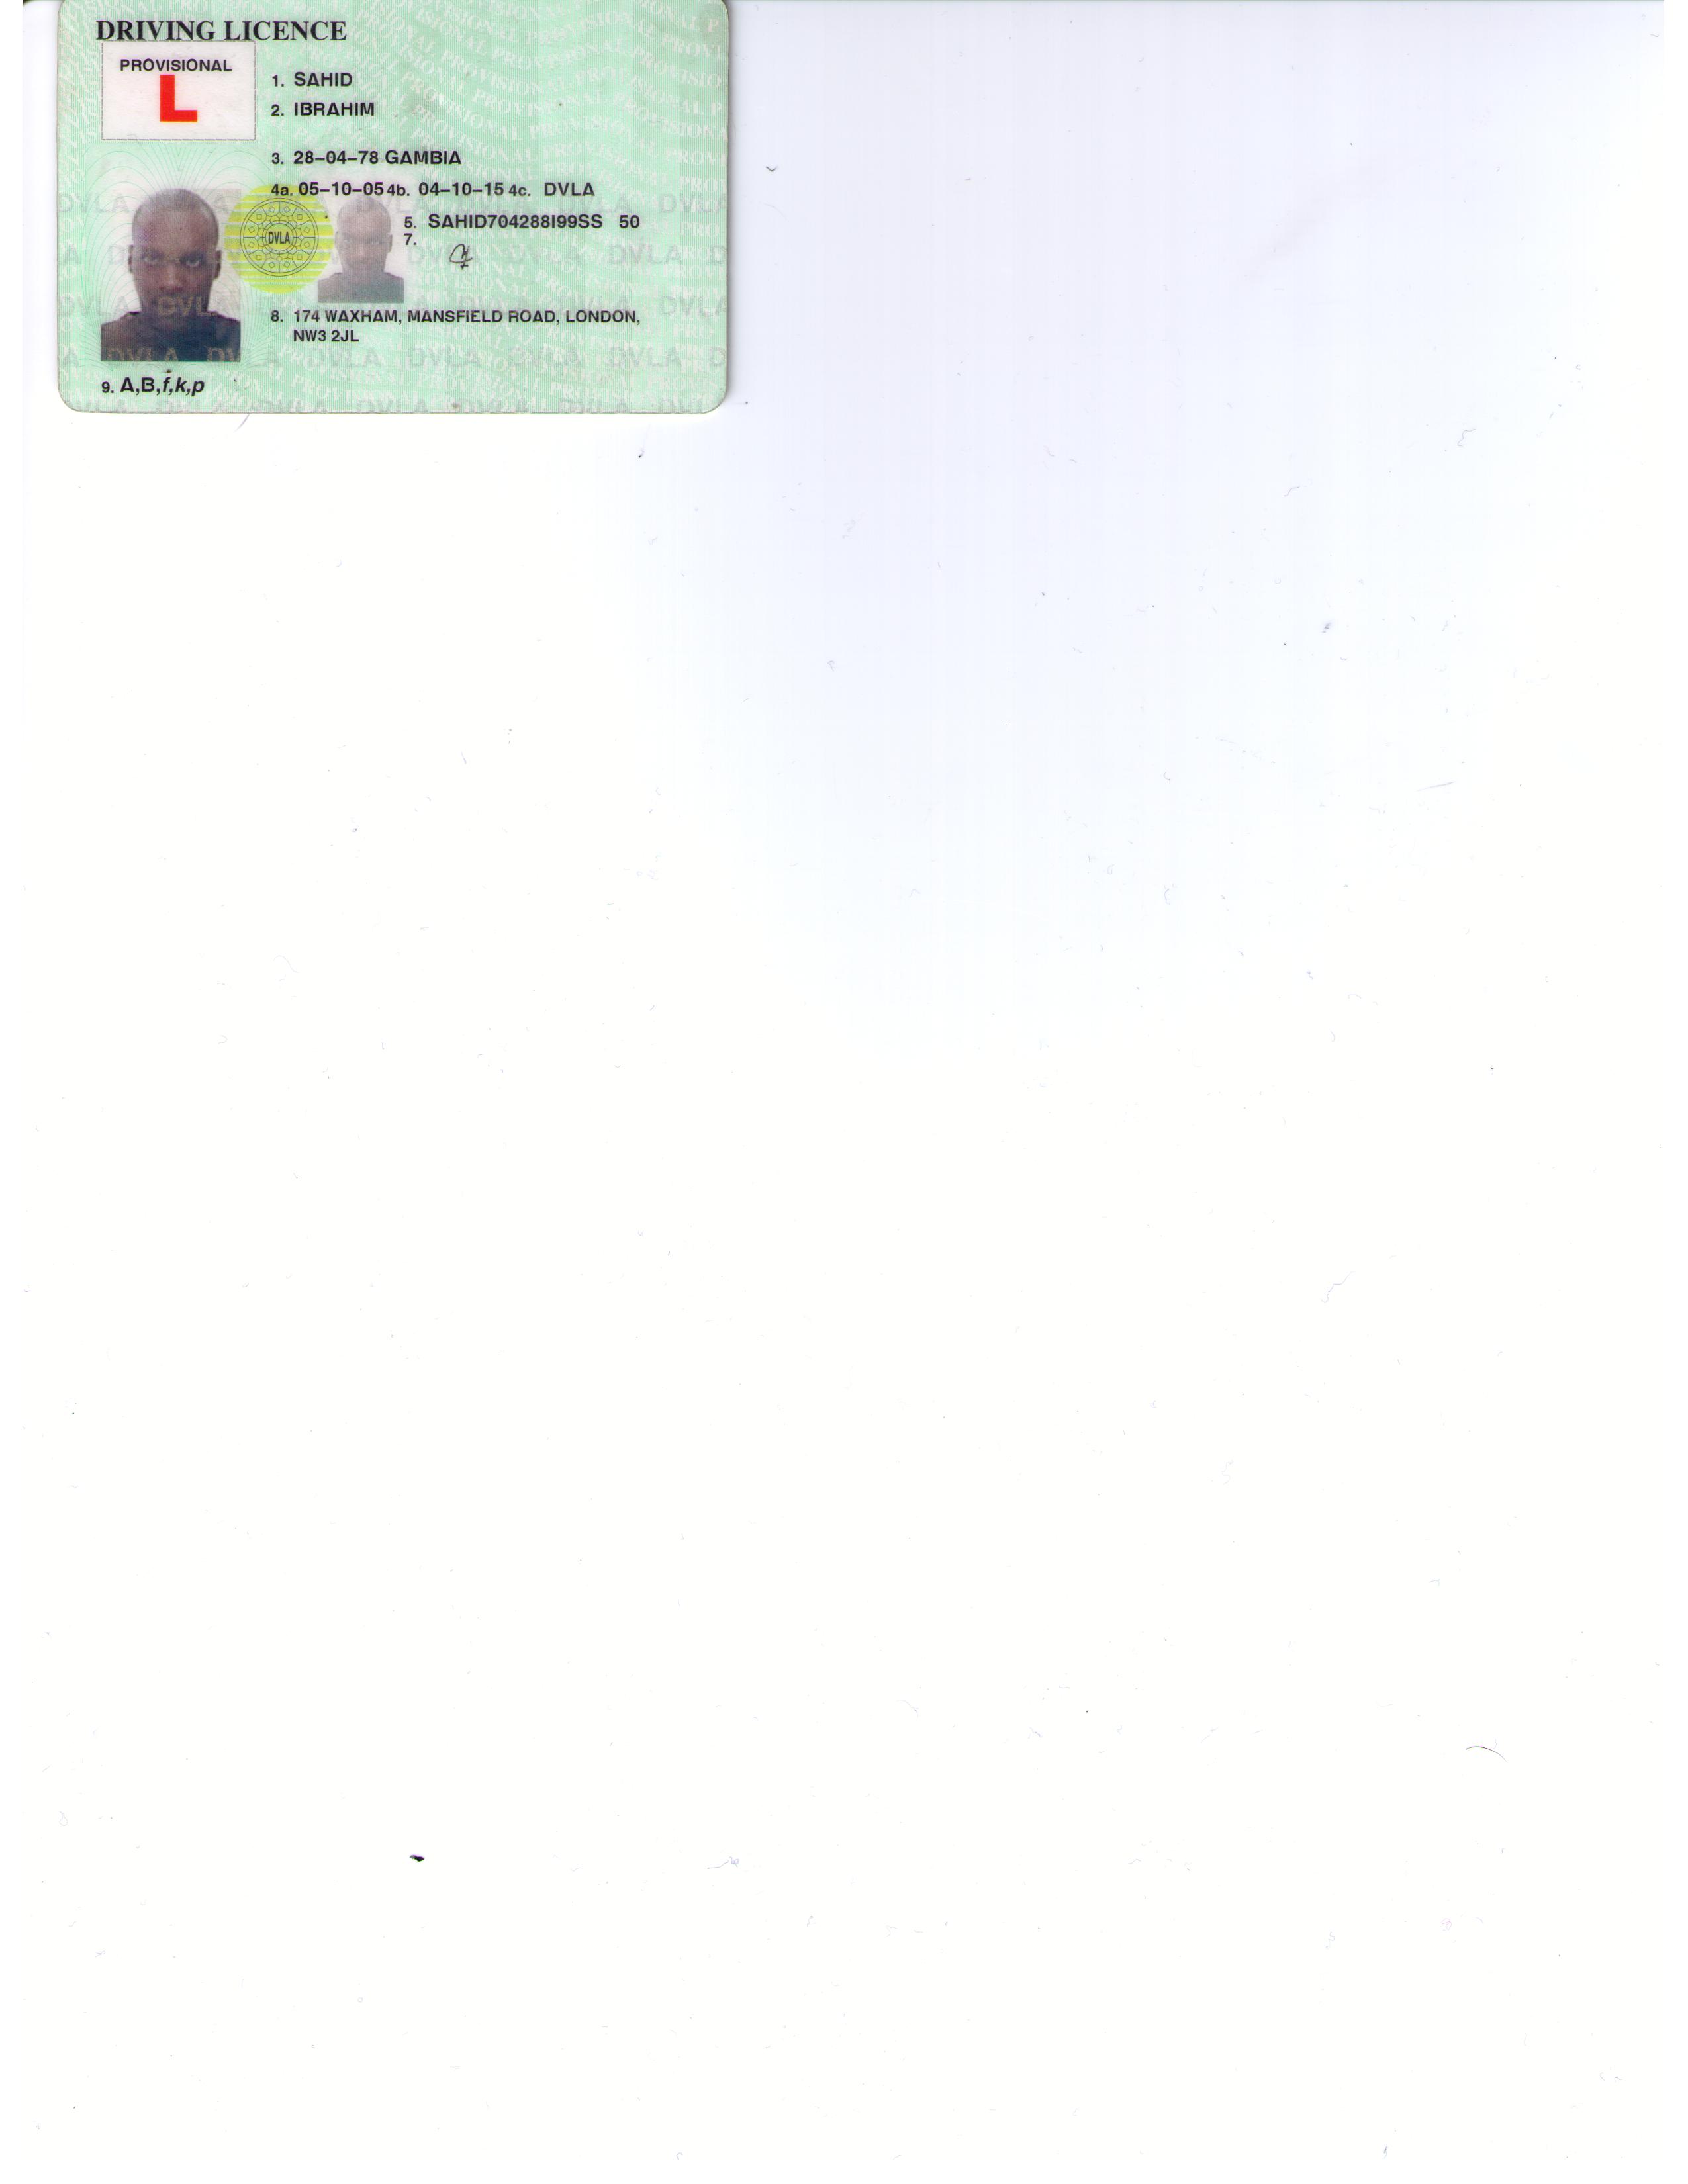 DRIVING LICENCE
PROVISIONAL
L
1. SAHID
2. IBRAHIM
3. 28-04-78 GAMBIA
4a. 05-10-05 4b. 04-10-15 4c. DVLA
5. SAHID704288I99SS 50
7.
DVLA
8. 174 WAXHAM, MANSFIELD ROAD, LONDON,
NW3 2JL
9. A,B,f,k,p